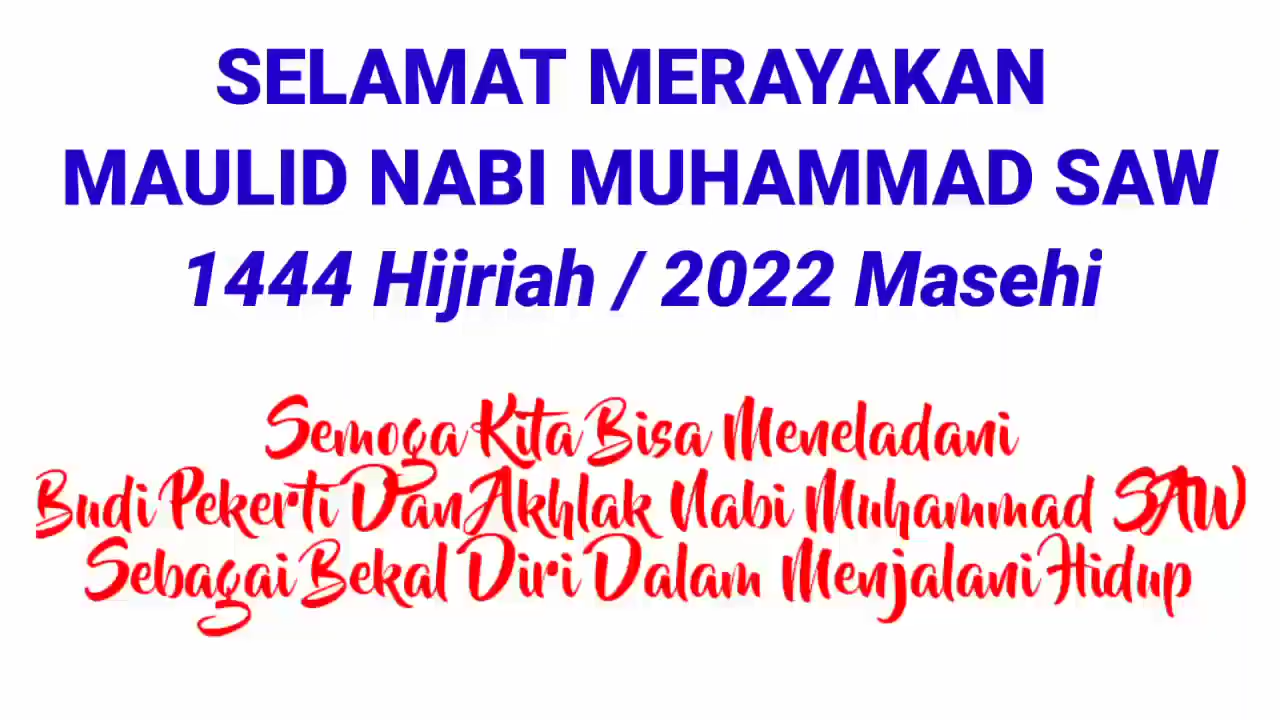 SELAMAT MERAYAKAN
MAULID NABI MUHAMMAD SAW
1444 Hijriah / 2022 Masehi
Semoga Kita Bisa Meneladani
Budi Pekerti Dan Akhlak Nabi Muhammad SAW
Sebagai Bekal Diri Dalam Menjalani Hidup